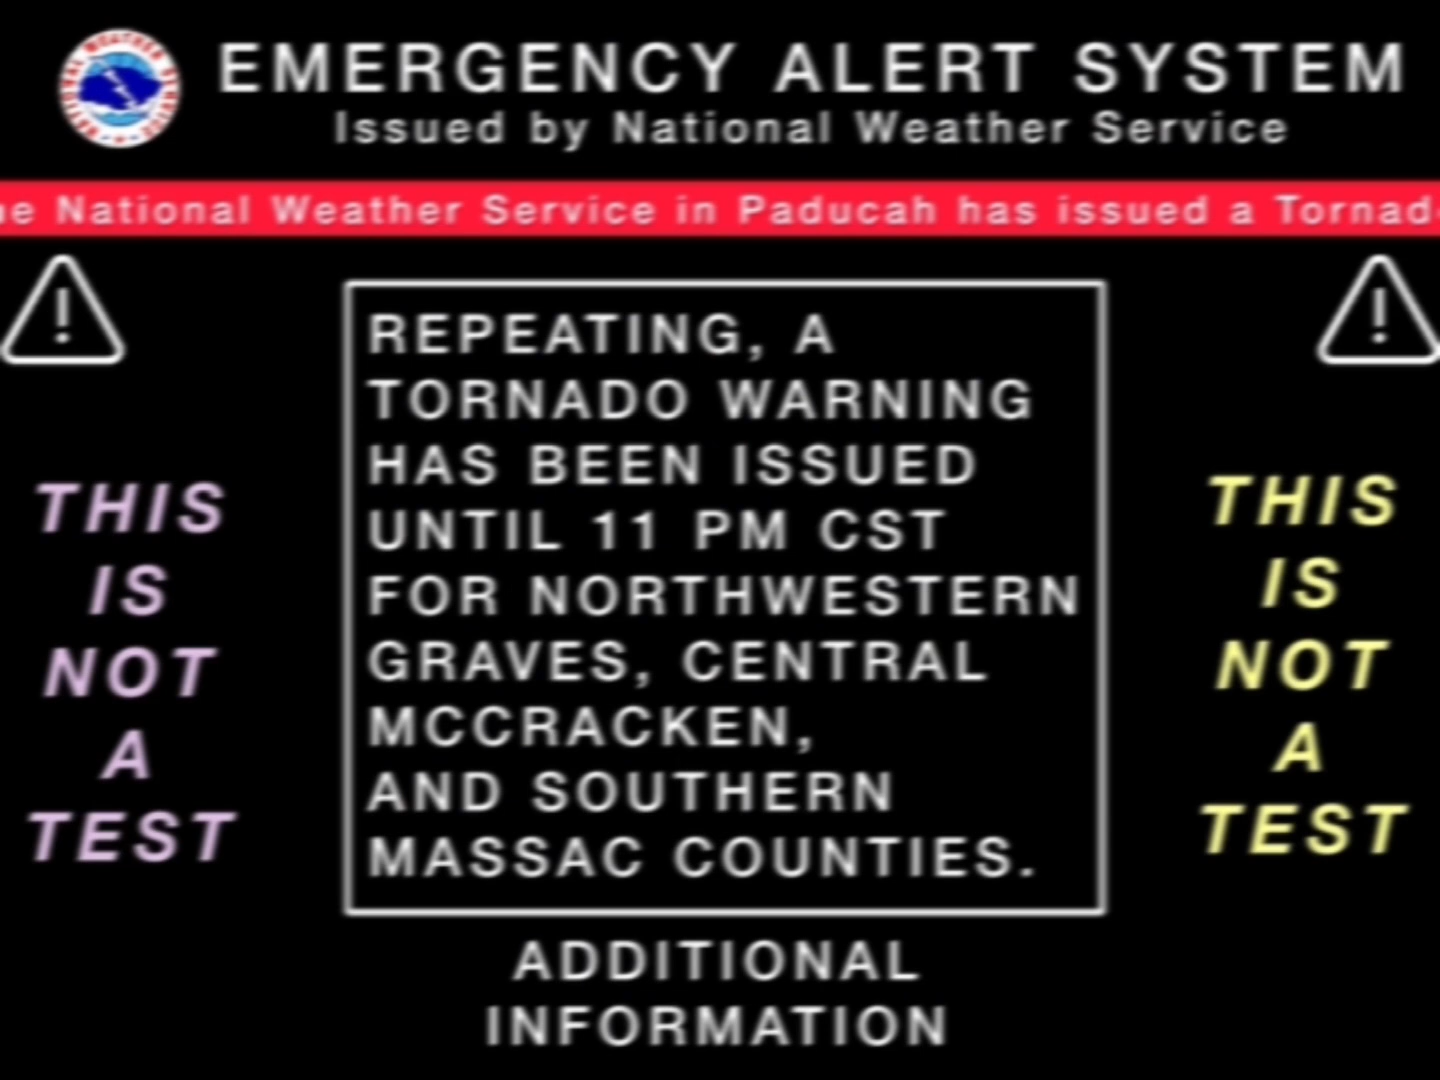 EMERGENCY ALERT SYSTEM
Issued by National Weather Service
National Weather Service in Paducah has issued a
REPEATING, A
TORNADO WARNING
HAS BEEN ISSUED
UNTIL 11 PM CST
FOR NORTHWESTERN
GRAVES, CENTRAL
MCCRACKEN,
AND SOUTHERN
MASSAC COUNTIES.
THIS
IS
NOT
A
TEST
THIS
IS
NOT
A
TEST
ADDITIONAL
INFORMATION